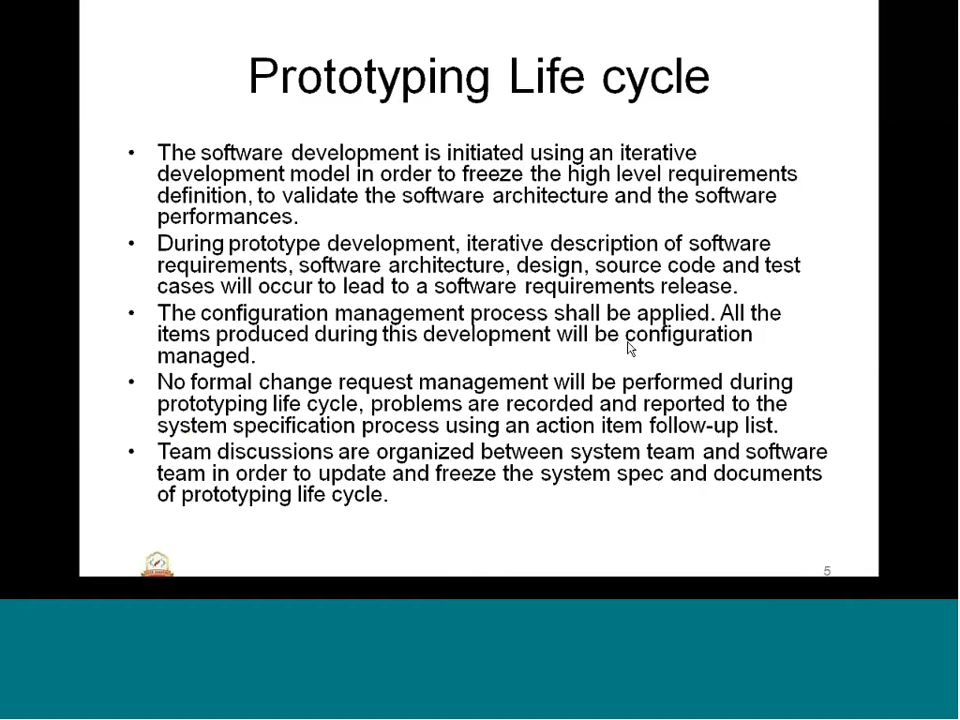 Prototyping Life cycle
• The software development is initiated using an iterative
development model in order to freeze the high level requirements
definition, to validate the software architecture and the software
performances.
• During prototype development, iterative description of software
requirements, software architecture, design, source code and test
cases will occur to lead to a software requirements release.
• The configuration management process shall be applied. All the
items produced during this development will be configuration
managed.
• No formal change request management will be performed during
prototyping life cycle, problems are recorded and reported to the
system specification process using an action item follow-up list.
• Team discussions are organized between system team and software
team in order to update and freeze the system spec and documents
of prototyping life cycle.
5